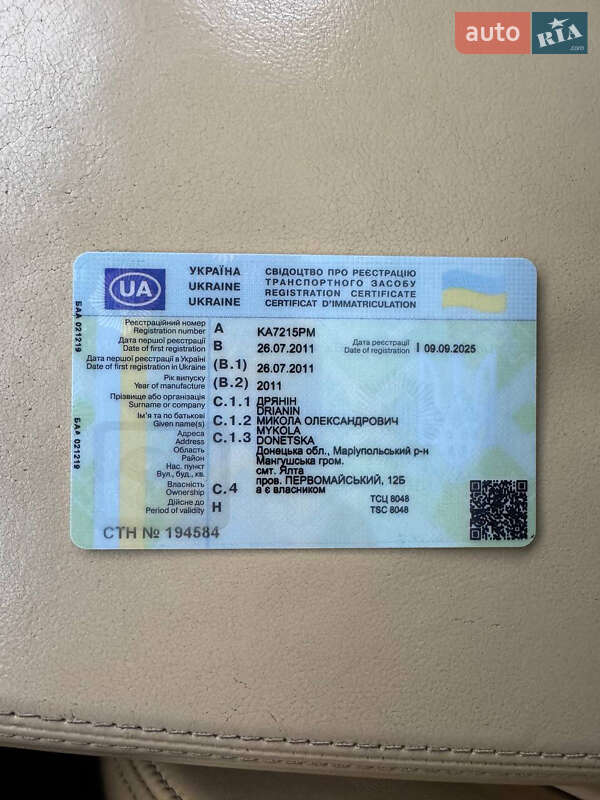 auto RIA .com
УКРАЇНА СВІДОЦТВО ПРО РЕЄСТРАЦІЮ
UKRAINE ТРАНСПОРТНОГО ЗАСОБУ
UKRAINE REGISTRATION CERTIFICATE
CERTIFICAT D'IMMATRICULATION
UA
БАА 021219
БАА 021219
Реєстраційний номер
Registration number A KA7215PM
Дата першої реєстрації
Date of first registration B 26.07.2011
Дата реєстрації
Date of registration I 09.09.2025
Дата першої реєстрації в Україні
Date of first registration in Ukraine (B.1) 26.07.2011
Рік випуску
Year of manufacture (B.2) 2011
Прізвище або організація
Surname or company C.1.1 ДРЯНІН
DRIANIN
Ім'я та по батькові
Given name(s) C.1.2 МИКОЛА ОЛЕКСАНДРОВИЧ
MYKOLA
Адреса
Address C.1.3 DONETSKA
Область Донецька обл., Маріупольський р-н
Район Мангушська гром.
Нас. пункт смт. Ялта
Вул., буд., кв. пров. ПЕРВОМАЙСЬКИЙ, 12Б
Власність
Ownership C.4 а є власником
Дійсне до
Period of validity H
ТСЦ 8048
TSC 8048
СТН № 194584